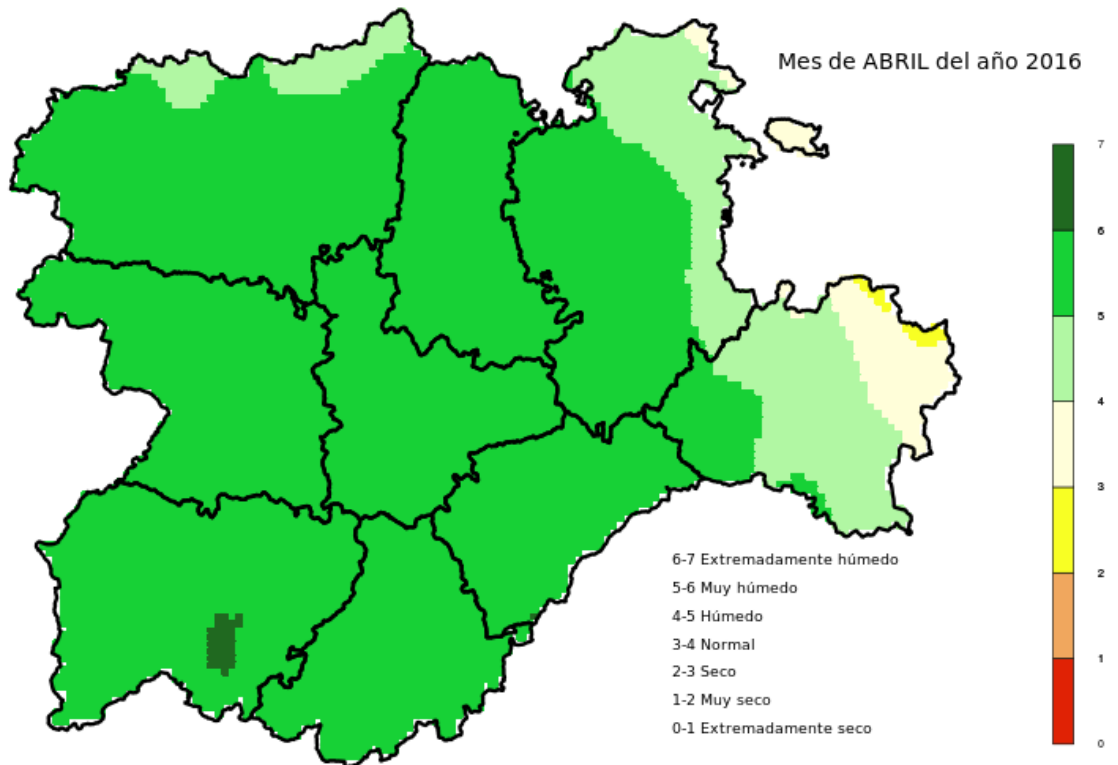 Mes de ABRIL del año 2016
7
6
5
4
3
2
1
0
6-7 Extremadamente húmedo
5-6 Muy húmedo
4-5 Húmedo
3-4 Normal
2-3 Seco
1-2 Muy seco
0-1 Extremadamente seco